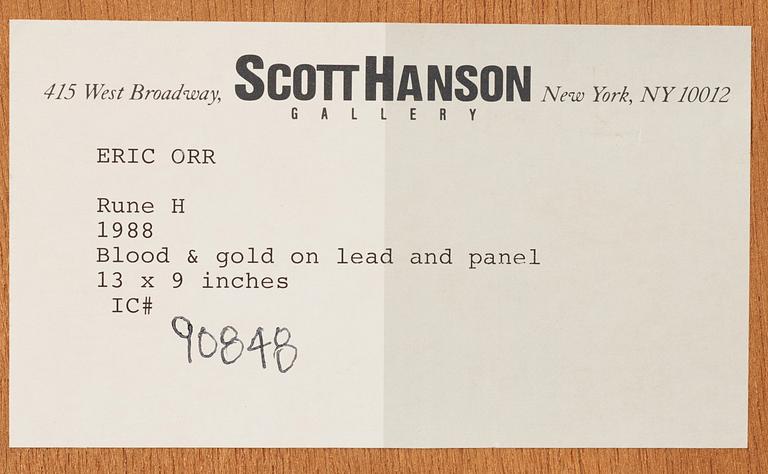 415 West Broadway, SCOTT HANSON New York, NY 10012
GALLERY
ERIC ORR
Rune H
1988
Blood & gold on lead and panel
13 x 9 inches
IC#
90848